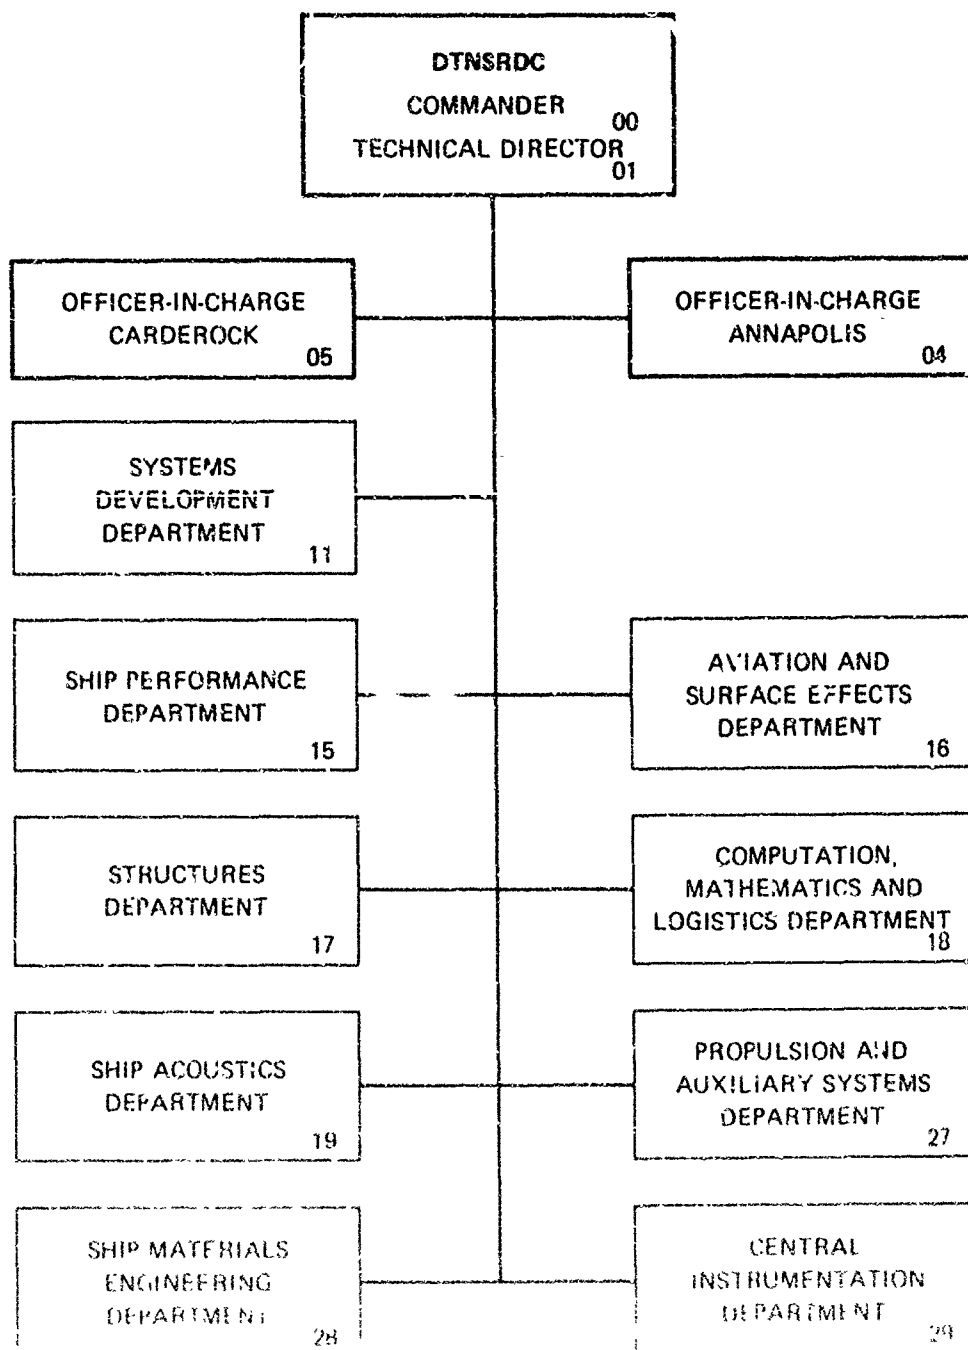 DTNSRDC
COMMANDER
00
TECHNICAL DIRECTOR
01
OFFICER-IN-CHARGE
CARDEROCK
05
OFFICER-IN-CHARGE
ANNAPOLIS
04
SYSTEMS
DEVELOPMENT
DEPARTMENT
11
SHIP PERFORMANCE
DEPARTMENT
15
AVIATION AND
SURFACE EFFECTS
DEPARTMENT
16
STRUCTURES
DEPARTMENT
17
COMPUTATION,
MATHEMATICS AND
LOGISTICS DEPARTMENT
18
SHIP ACOUSTICS
DEPARTMENT
19
PROPULSION AND
AUXILIARY SYSTEMS
DEPARTMENT
27
SHIP MATERIALS
ENGINEERING
DEPARTMENT
28
CENTRAL
INSTRUMENTATION
DEPARTMENT
29